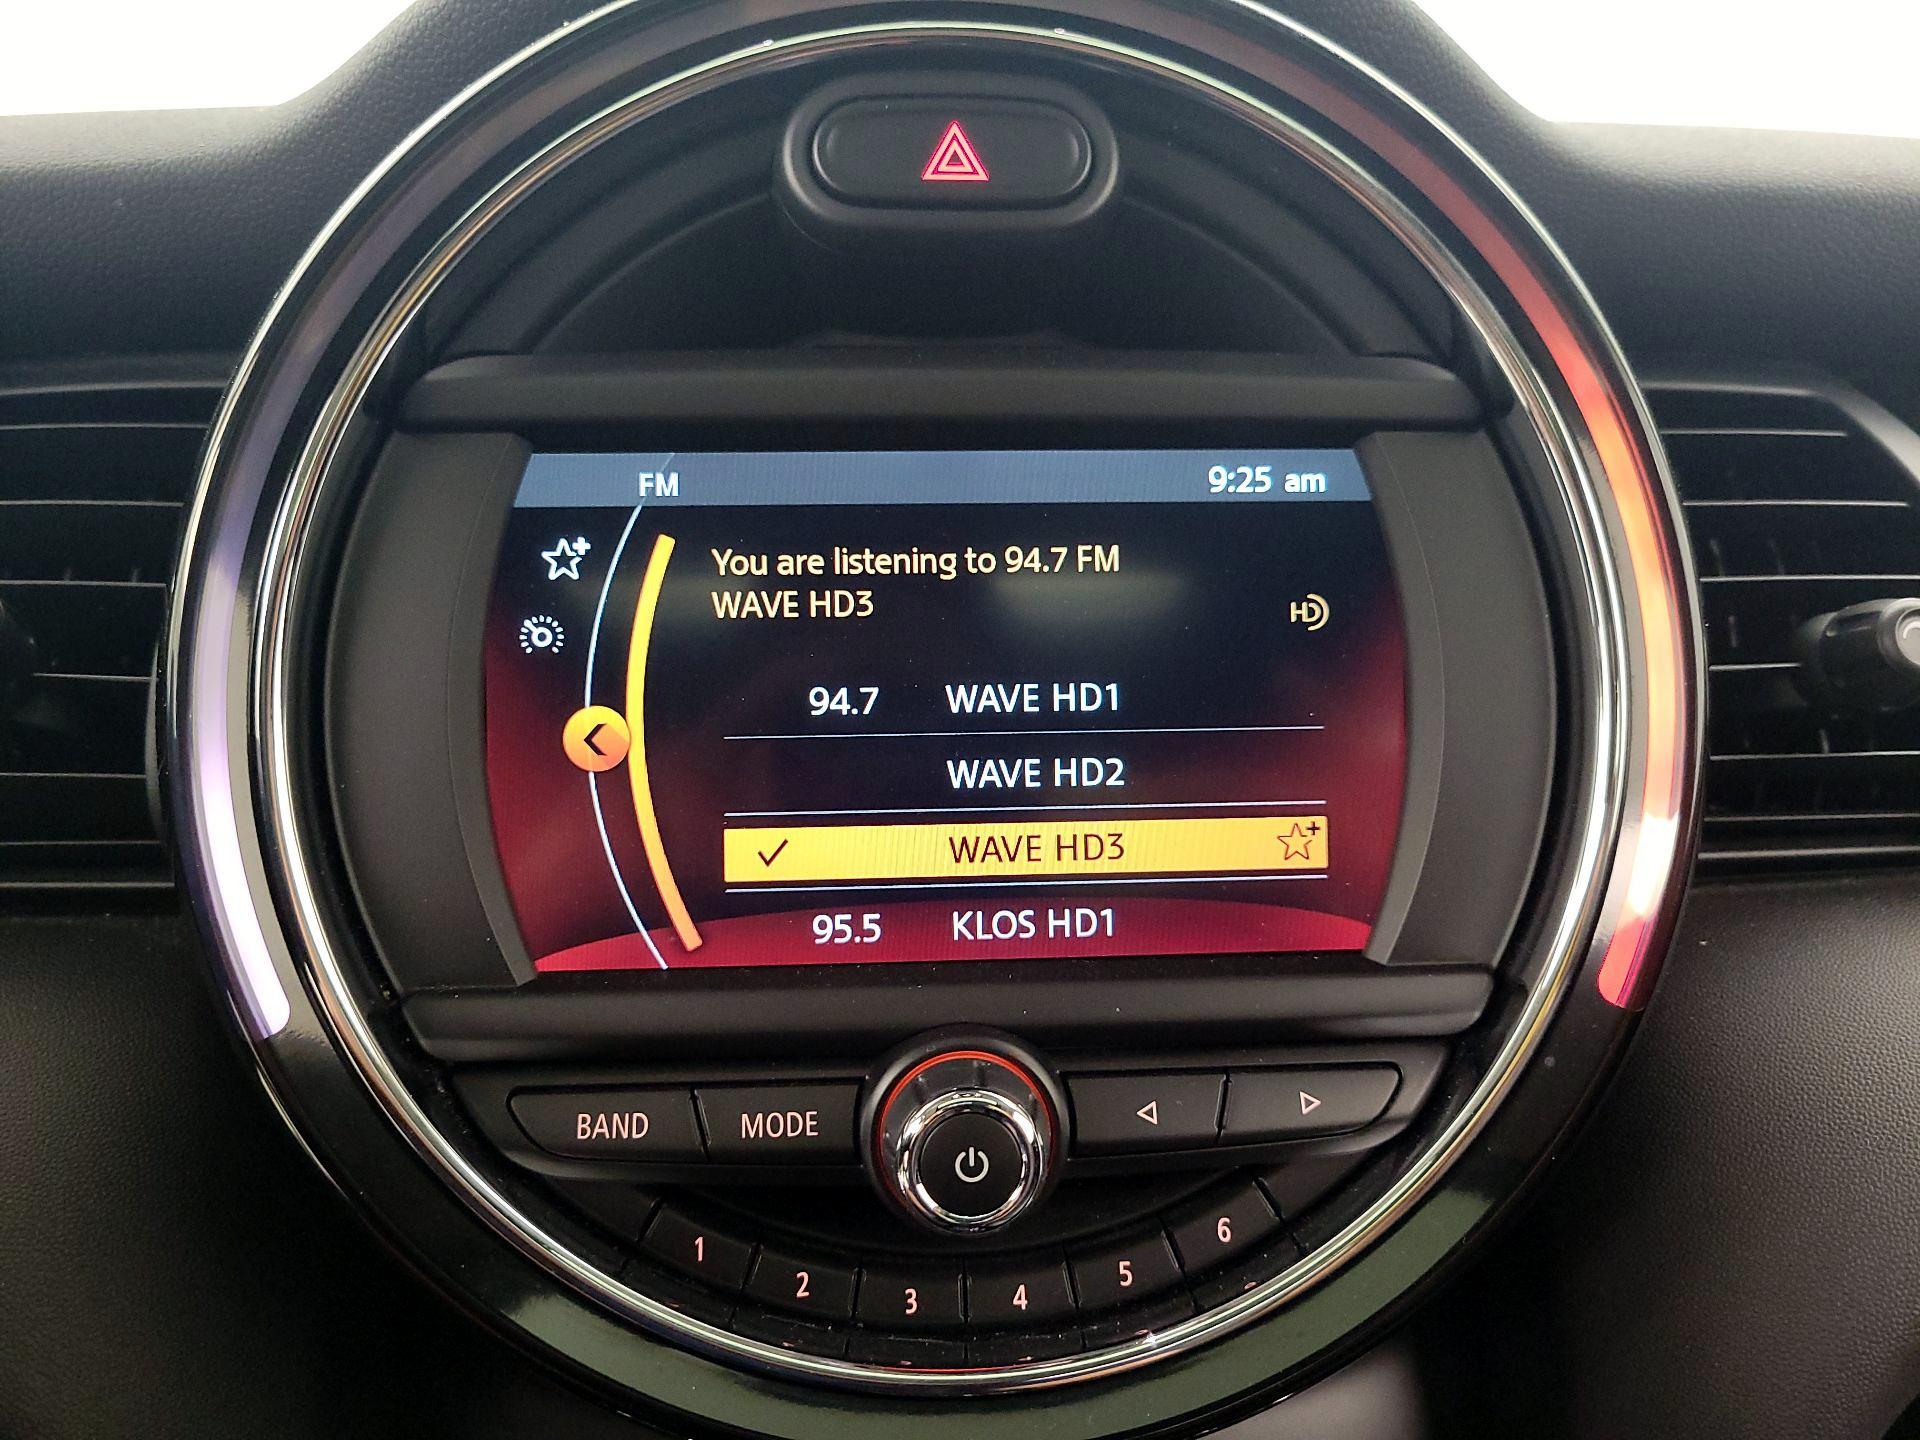 FM 9:25 am
You are listening to 94.7 FM
WAVE HD3
HD
94.7 WAVE HD1
WAVE HD2
WAVE HD3
95.5 KLOS HD1
BAND MODE
1 2 3 4 5 6